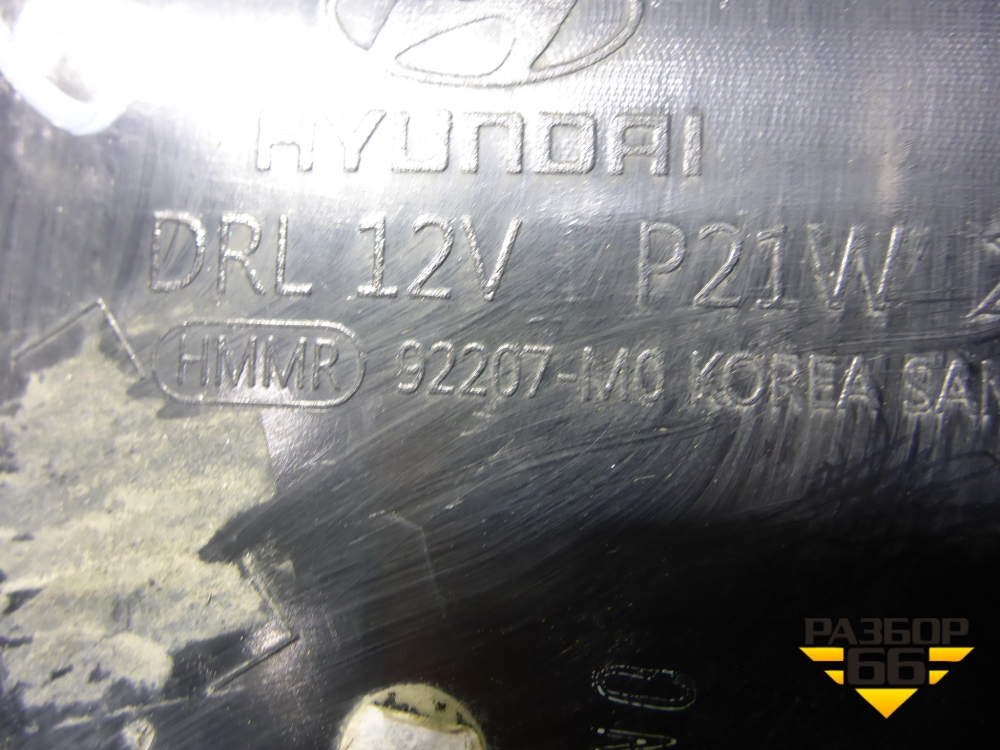 HYUNDAI
DRL 12V P21W
HMMR 92207-M0 KOREA
РАЗБОР
66